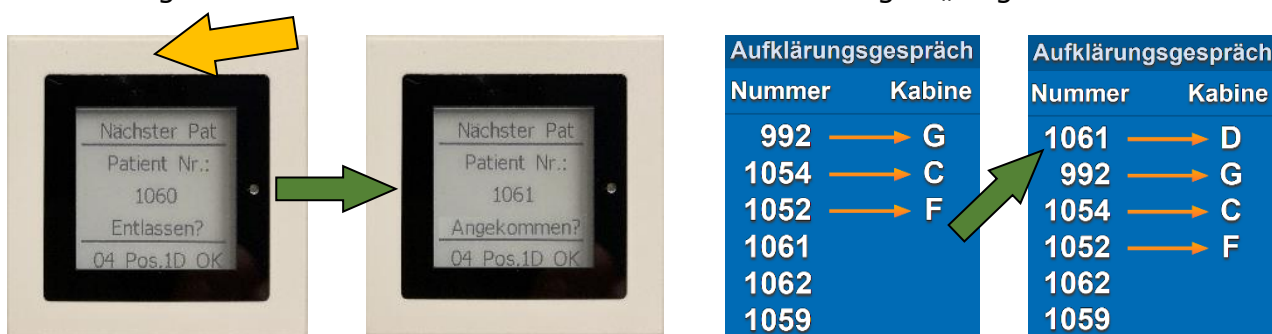 Nächster Pat
Patient Nr.:
1060
Entlassen?
04 Pos.1D OK
Nächster Pat
Patient Nr.:
1061
Angekommen?
04 Pos.1D OK
Aufklärungsgespräch
Nummer Kabine
992 G
1054 C
1052 F
1061
1062
1059
Aufklärungsgespräch
Nummer Kabine
1061 D
992 G
1054 C
1052 F
1062
1059